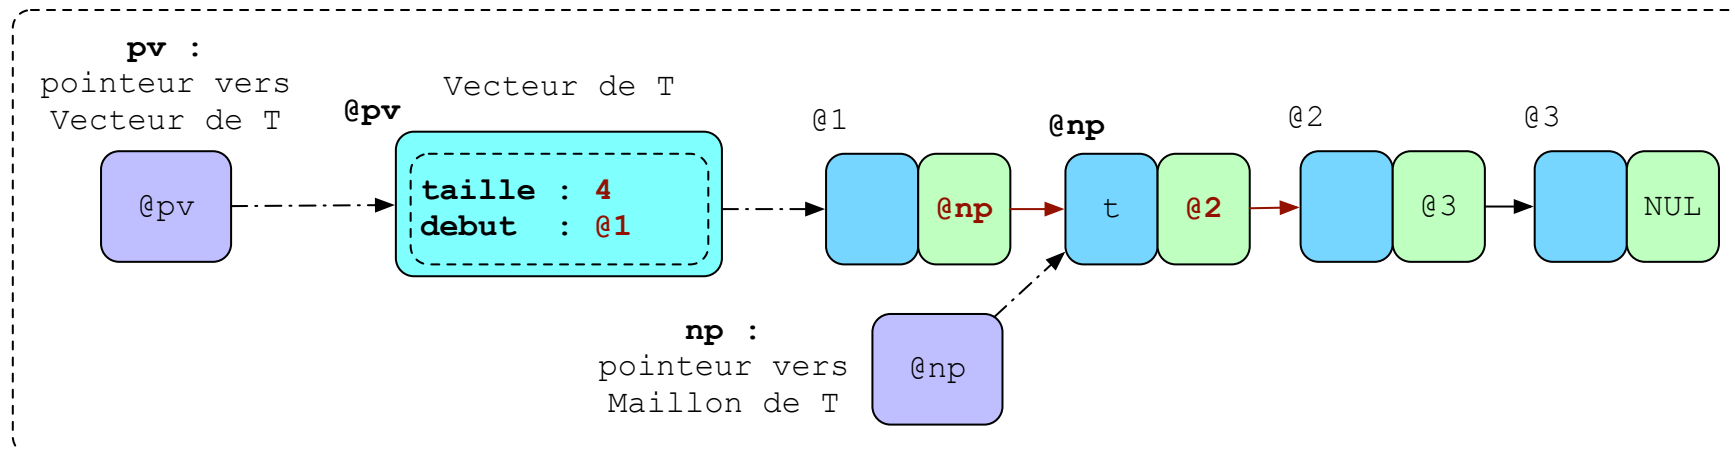 pv :
pointeur vers
Vecteur de T
@pv
@pv
Vecteur de T
taille : 4
debut : @1
@1
@np
@np
t
@2
@2
@3
@3
NUL
np :
pointeur vers
Maillon de T
@np